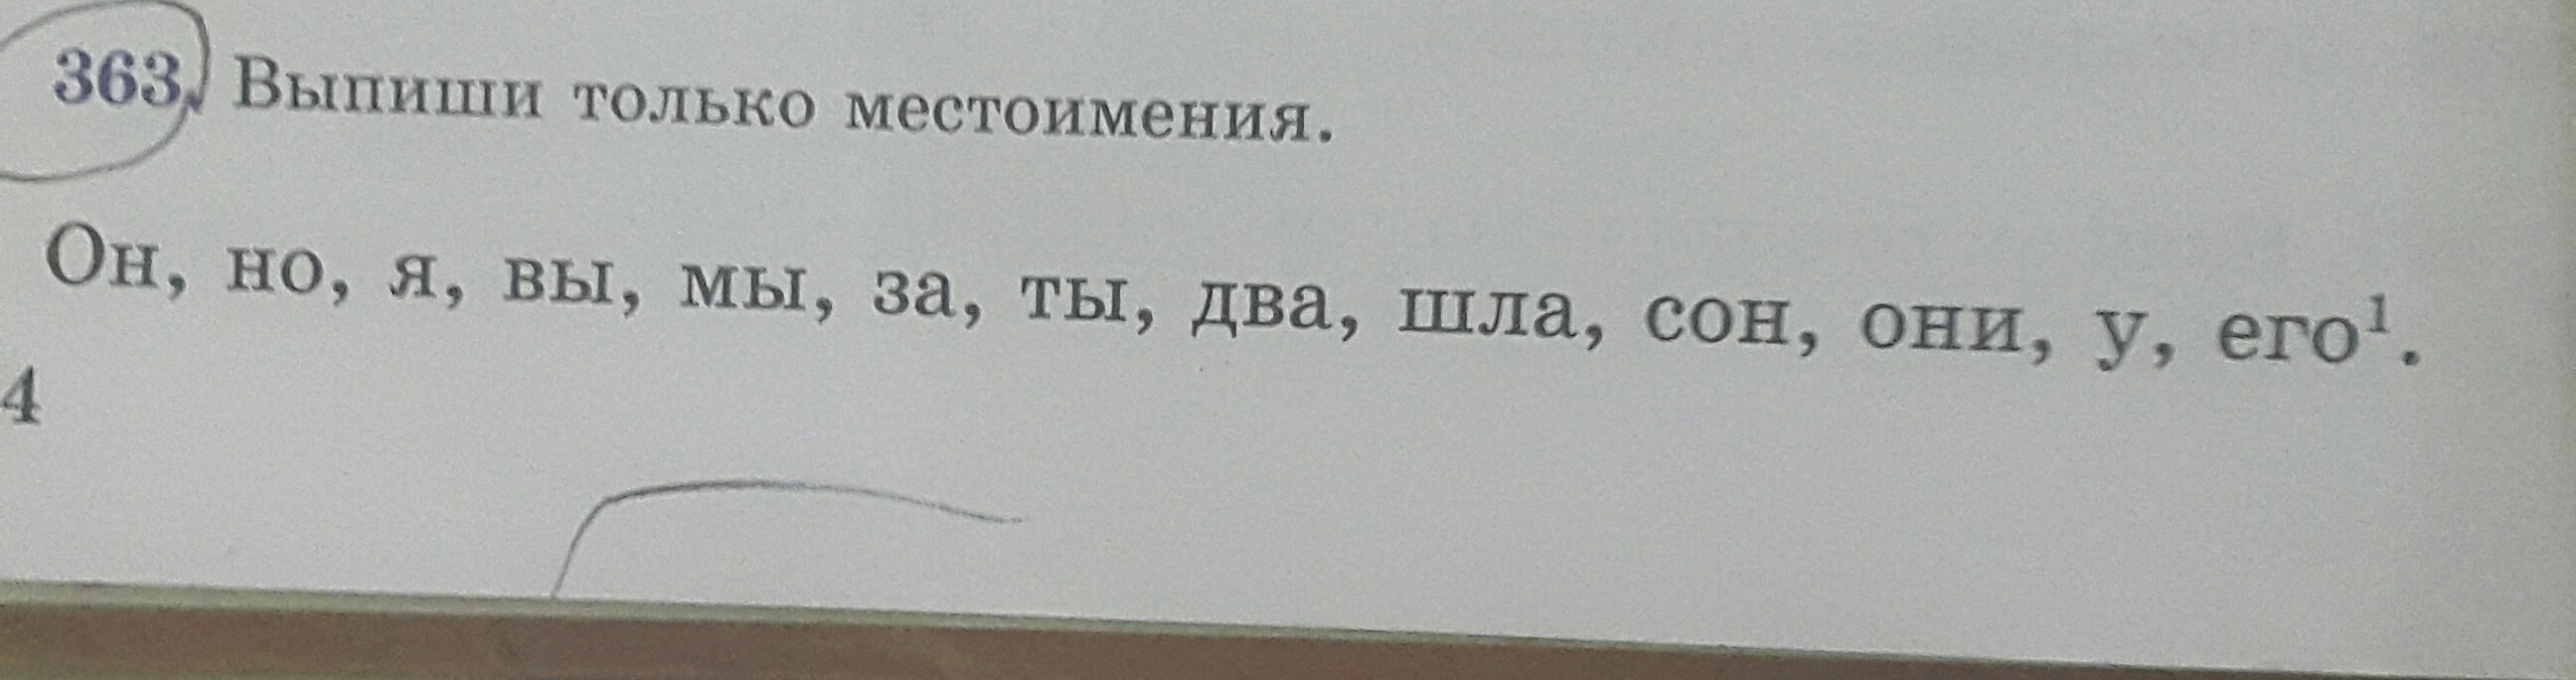 363. Выпиши только местоимения.
Он, но, я, вы, мы, за, ты, два, шла, сон, они, у, его¹.
4